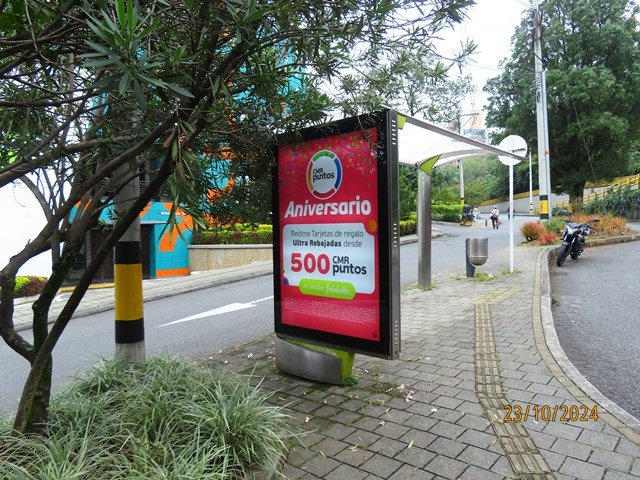 CMR
puntos
Aniversario
Redime Tarjetas de regalo
Ultra Rebajadas desde
500 CMR
puntos
23/10/2024